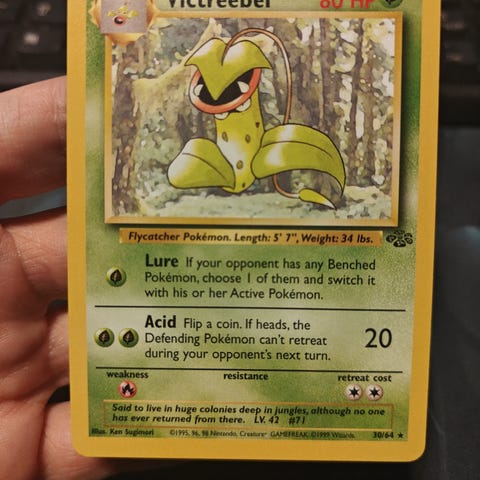 Victreebel 80 HP
Flycatcher Pokémon. Length: 5' 7", Weight: 34 lbs.
Lure If your opponent has any Benched
Pokémon, choose 1 of them and switch it
with his or her Active Pokémon.
Acid Flip a coin. If heads, the
Defending Pokémon can't retreat
during your opponent's next turn.
20
weakness resistance retreat cost
Said to live in huge colonies deep in jungles, although no one
has ever returned from there. LV. 42 #71
Illus. Ken Sugimori ©1995, 96, 98 Nintendo, Creatures, GAMEFREAK. ©1999 Wizards. 30/64 ★